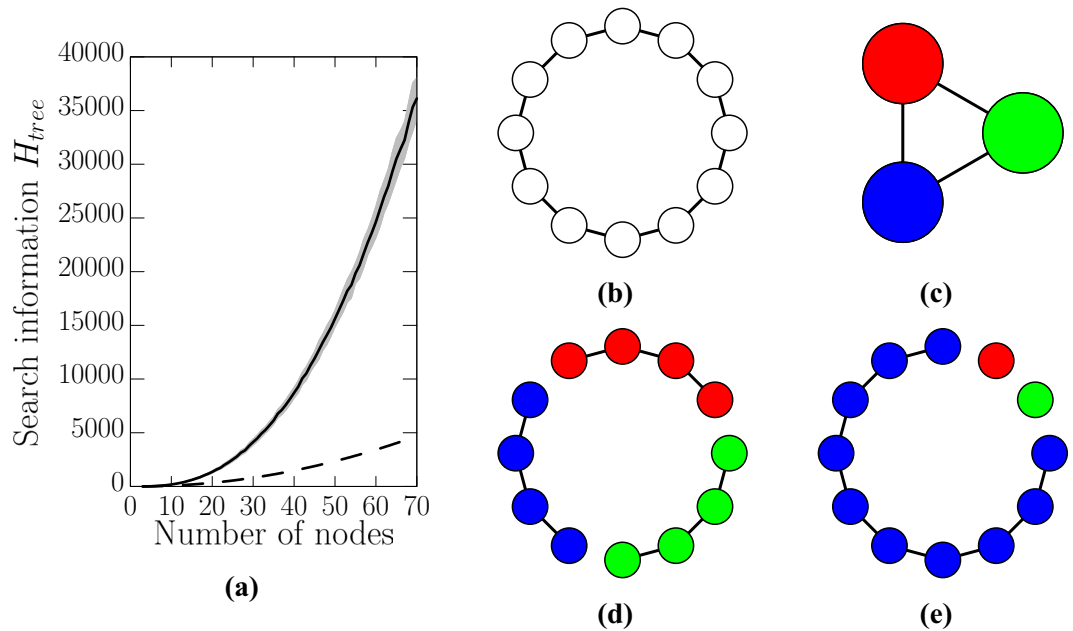 40000
35000
30000
25000
20000
15000
10000
5000
0
Search information H_tree
0 10 20 30 40 50 60 70
Number of nodes
(a)
(b)
(c)
(d)
(e)